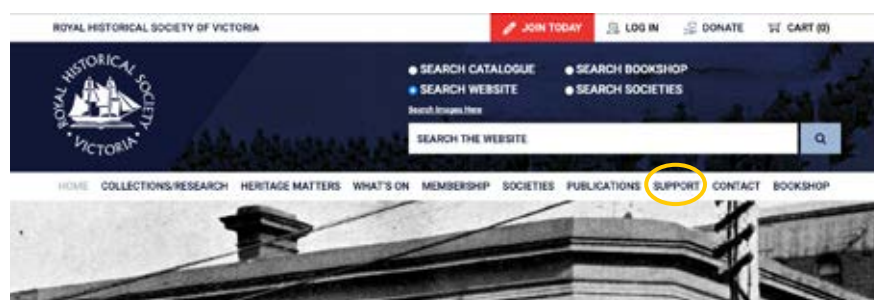 ROYAL HISTORICAL SOCIETY OF VICTORIA JOIN TODAY LOG IN DONATE CART (0)
ROYAL HISTORICAL SOCIETY
• VICTORIA •
SEARCH CATALOGUE SEARCH BOOKSHOP
SEARCH WEBSITE SEARCH SOCIETIES
Search Images Here
SEARCH THE WEBSITE
HOME COLLECTIONS/RESEARCH HERITAGE MATTERS WHAT'S ON MEMBERSHIP SOCIETIES PUBLICATIONS SUPPORT CONTACT BOOKSHOP